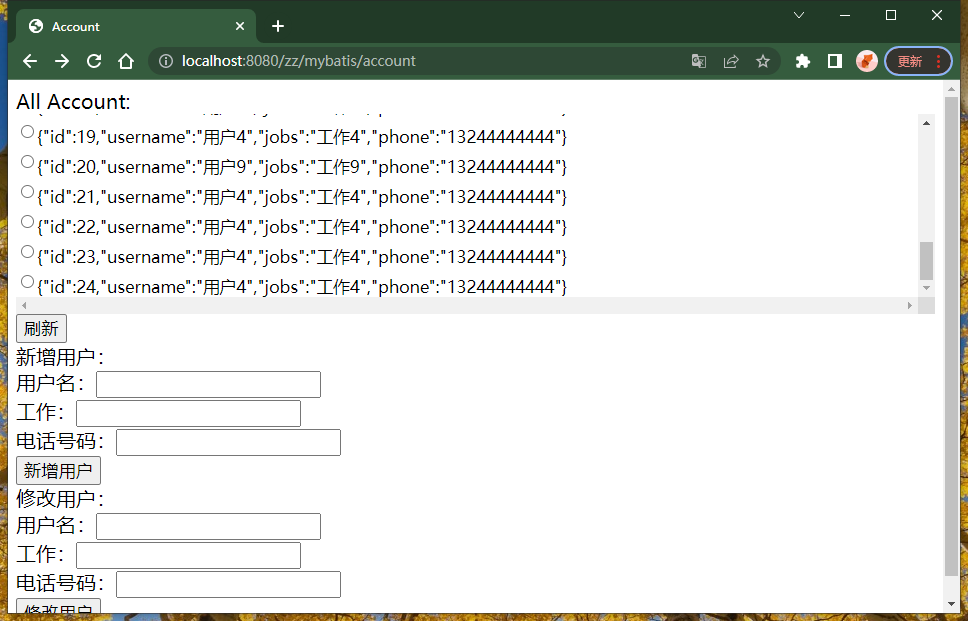 Account
localhost:8080/zz/mybatis/account
更新
All Account:
{"id":19,"username":"用户4","jobs":"工作4","phone":"13244444444"}
{"id":20,"username":"用户9","jobs":"工作9","phone":"13244444444"}
{"id":21,"username":"用户4","jobs":"工作4","phone":"13244444444"}
{"id":22,"username":"用户4","jobs":"工作4","phone":"13244444444"}
{"id":23,"username":"用户4","jobs":"工作4","phone":"13244444444"}
{"id":24,"username":"用户4","jobs":"工作4","phone":"13244444444"}
刷新
新增用户：
用户名：
工作：
电话号码：
新增用户
修改用户：
用户名：
工作：
电话号码：
修改用户